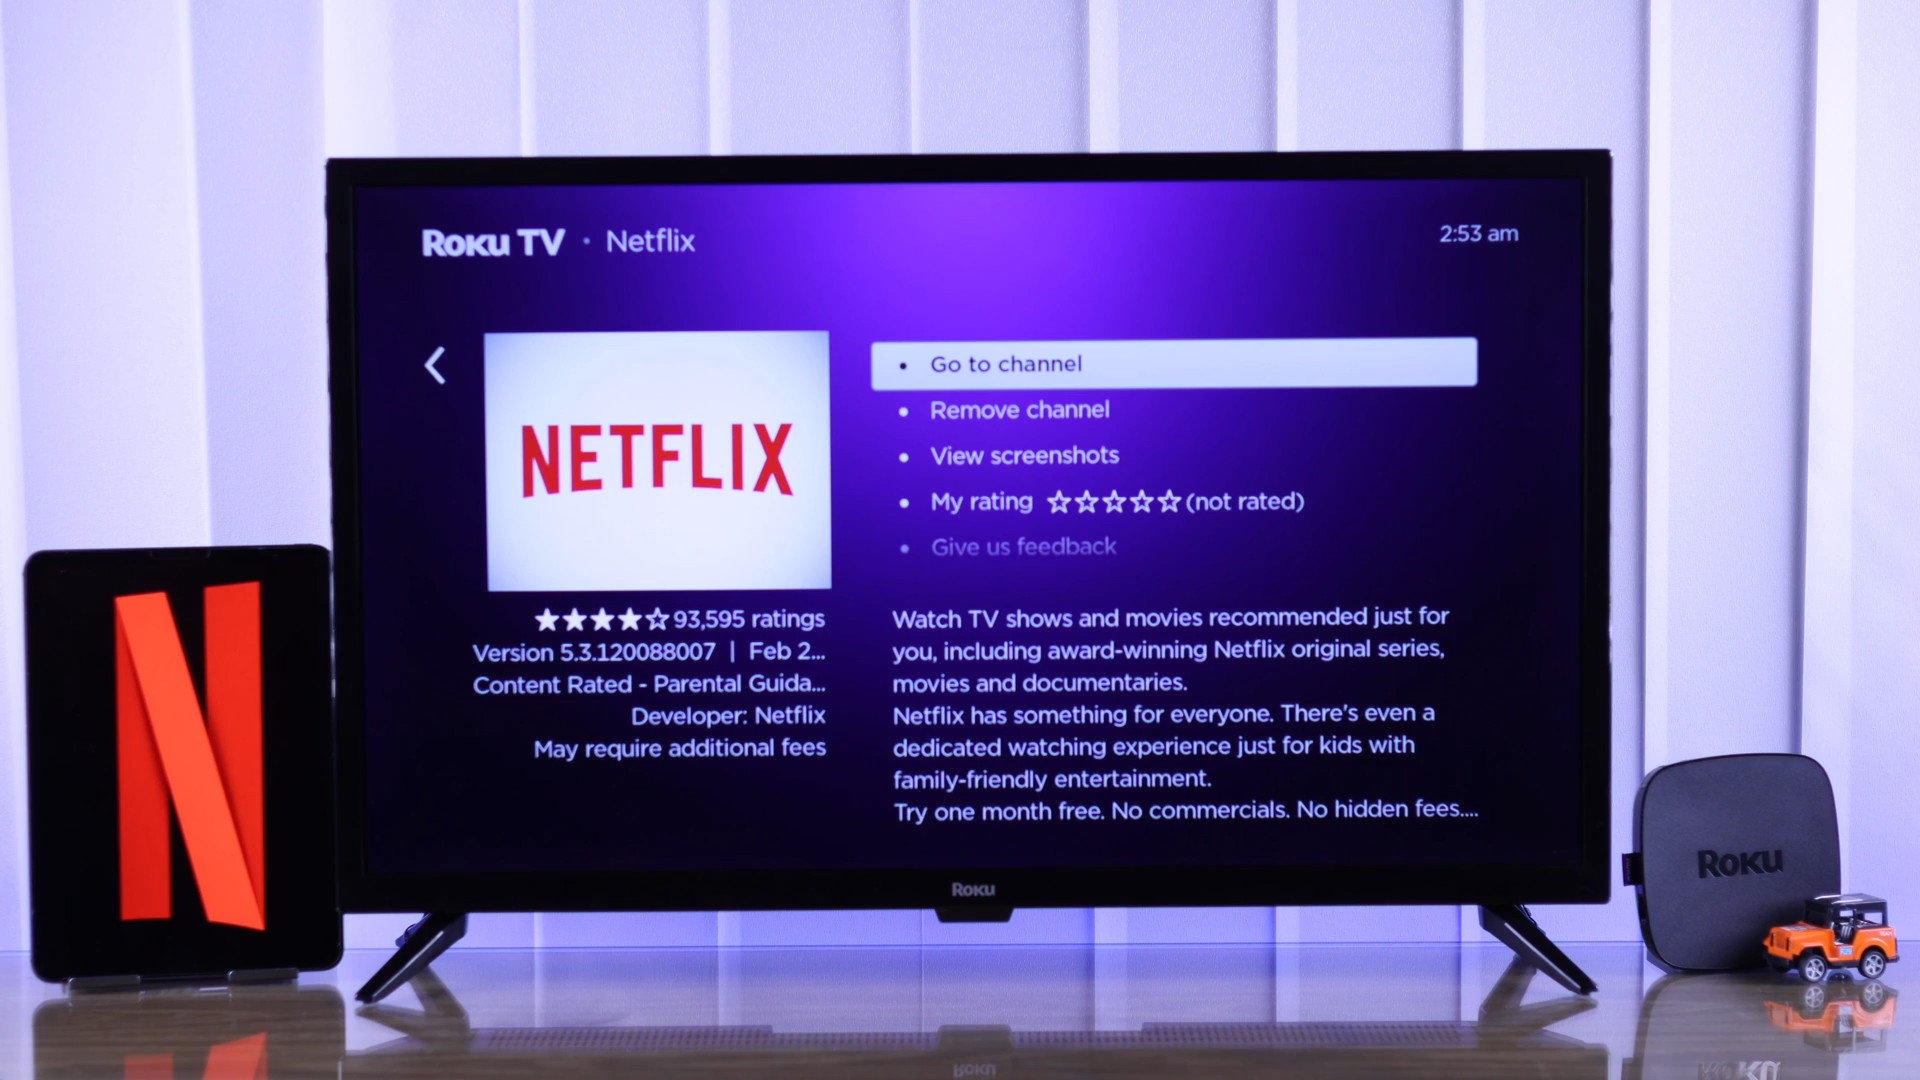 Roku TV • Netflix
2:53 am
NETFLIX
• Go to channel
• Remove channel
• View screenshots
• My rating ☆☆☆☆☆ (not rated)
• Give us feedback
★★★★☆ 93,595 ratings
Version 5.3.120088007 | Feb 2...
Content Rated - Parental Guida...
Developer: Netflix
May require additional fees
Watch TV shows and movies recommended just for
you, including award-winning Netflix original series,
movies and documentaries.
Netflix has something for everyone. There's even a
dedicated watching experience just for kids with
family-friendly entertainment.
Try one month free. No commercials. No hidden fees....
Roku
N
Roku